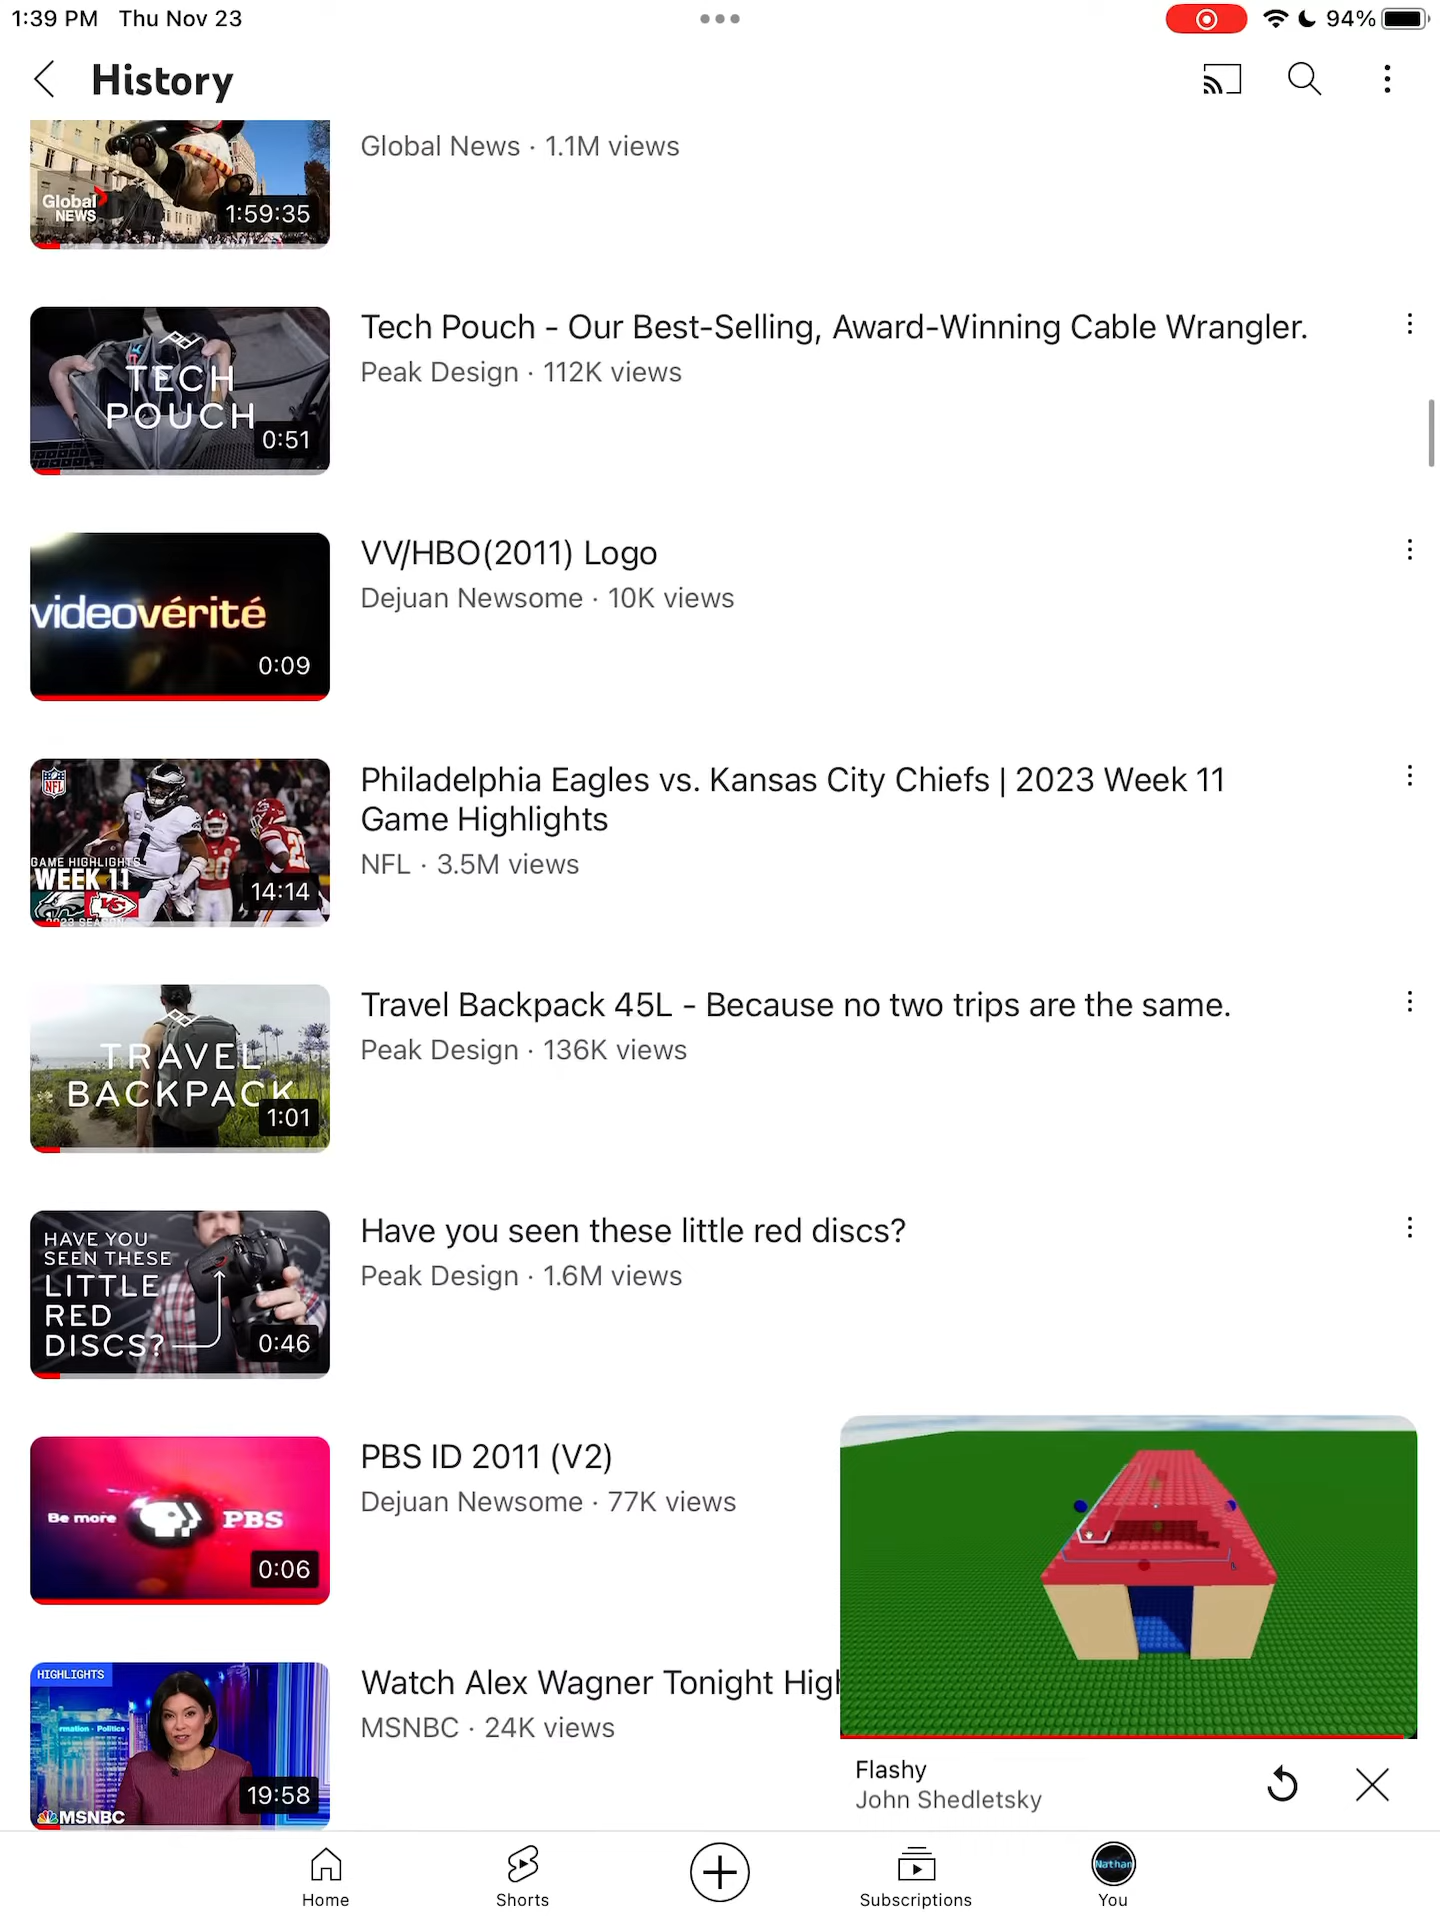 1:39 PM Thu Nov 23
94%
History
Global News · 1.1M views
Global NEWS
1:59:35
TECH
POUCH
0:51
Tech Pouch - Our Best-Selling, Award-Winning Cable Wrangler.
Peak Design · 112K views
videovérité
0:09
VV/HBO(2011) Logo
Dejuan Newsome · 10K views
NFL
GAME HIGHLIGHTS
WEEK 11
14:14
Philadelphia Eagles vs. Kansas City Chiefs | 2023 Week 11
Game Highlights
NFL · 3.5M views
TRAVEL
BACKPACK
1:01
Travel Backpack 45L - Because no two trips are the same.
Peak Design · 136K views
HAVE YOU
SEEN THESE
LITTLE
RED
DISCS?
0:46
Have you seen these little red discs?
Peak Design · 1.6M views
Be more PBS
0:06
PBS ID 2011 (V2)
Dejuan Newsome · 77K views
HIGHLIGHTS
rmation · Politics ·
MSNBC
19:58
Watch Alex Wagner Tonight High
MSNBC · 24K views
Flashy
John Shedletsky
Home
Shorts
Subscriptions
Nathan
You